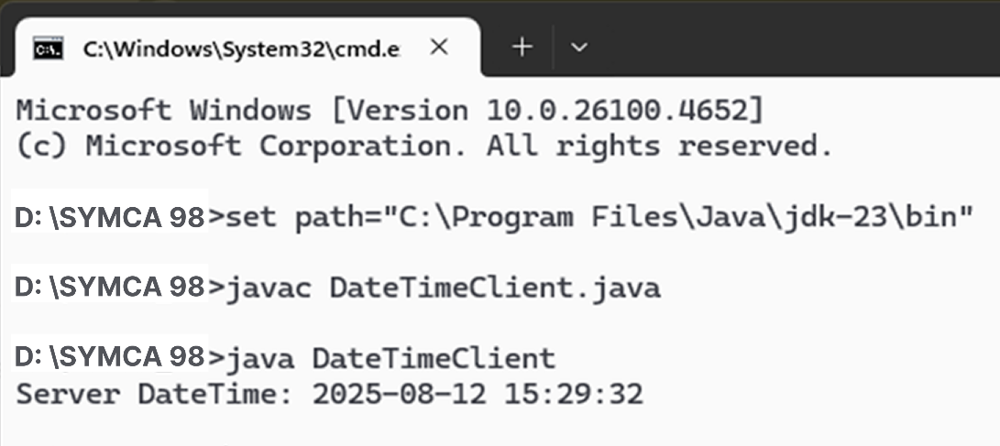 C:\Windows\System32\cmd.e
Microsoft Windows [Version 10.0.26100.4652]
(c) Microsoft Corporation. All rights reserved.
D: \SYMCA 98>set path="C:\Program Files\Java\jdk-23\bin"
D: \SYMCA 98>javac DateTimeClient.java
D: \SYMCA 98>java DateTimeClient
Server DateTime: 2025-08-12 15:29:32